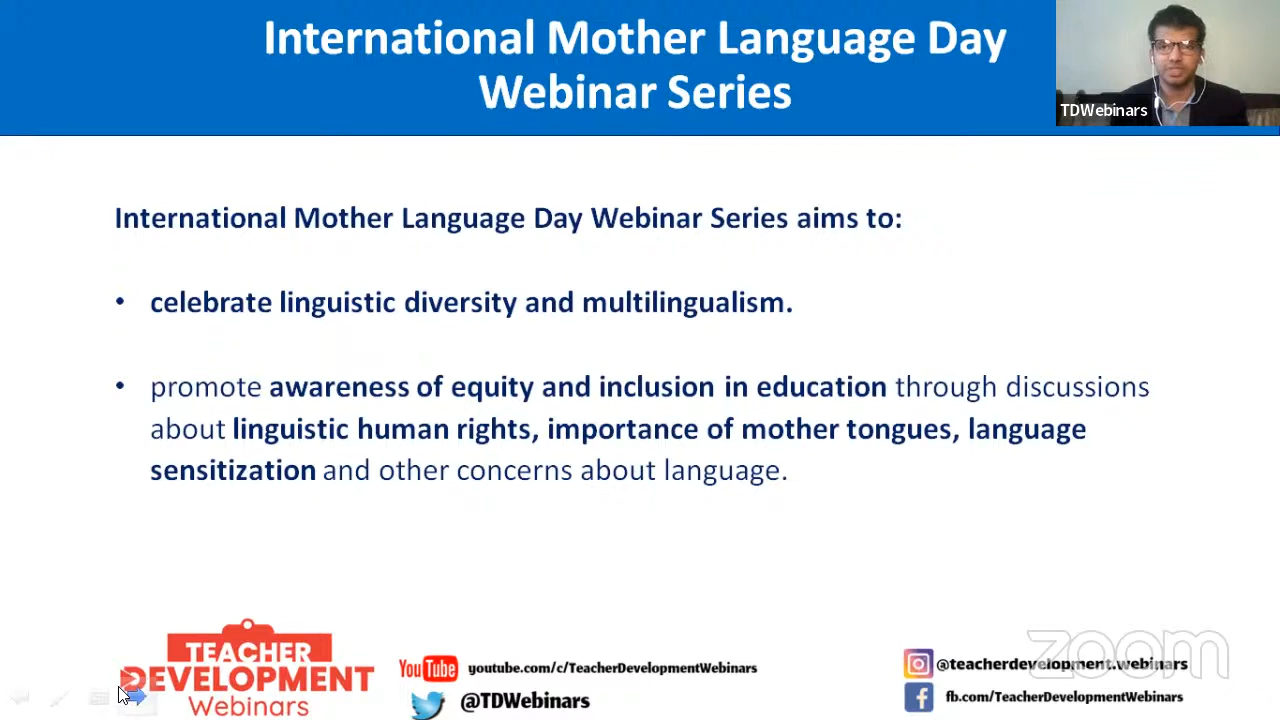 International Mother Language Day
Webinar Series
TDWebinars
International Mother Language Day Webinar Series aims to:
• celebrate linguistic diversity and multilingualism.
• promote awareness of equity and inclusion in education through discussions
about linguistic human rights, importance of mother tongues, language
sensitization and other concerns about language.
TEACHER
DEVELOPMENT
Webinars
YouTube youtube.com/c/TeacherDevelopmentWebinars
@TDWebinars
zoom
@teacherdevelopment.webinars
fb.com/TeacherDevelopmentWebinars